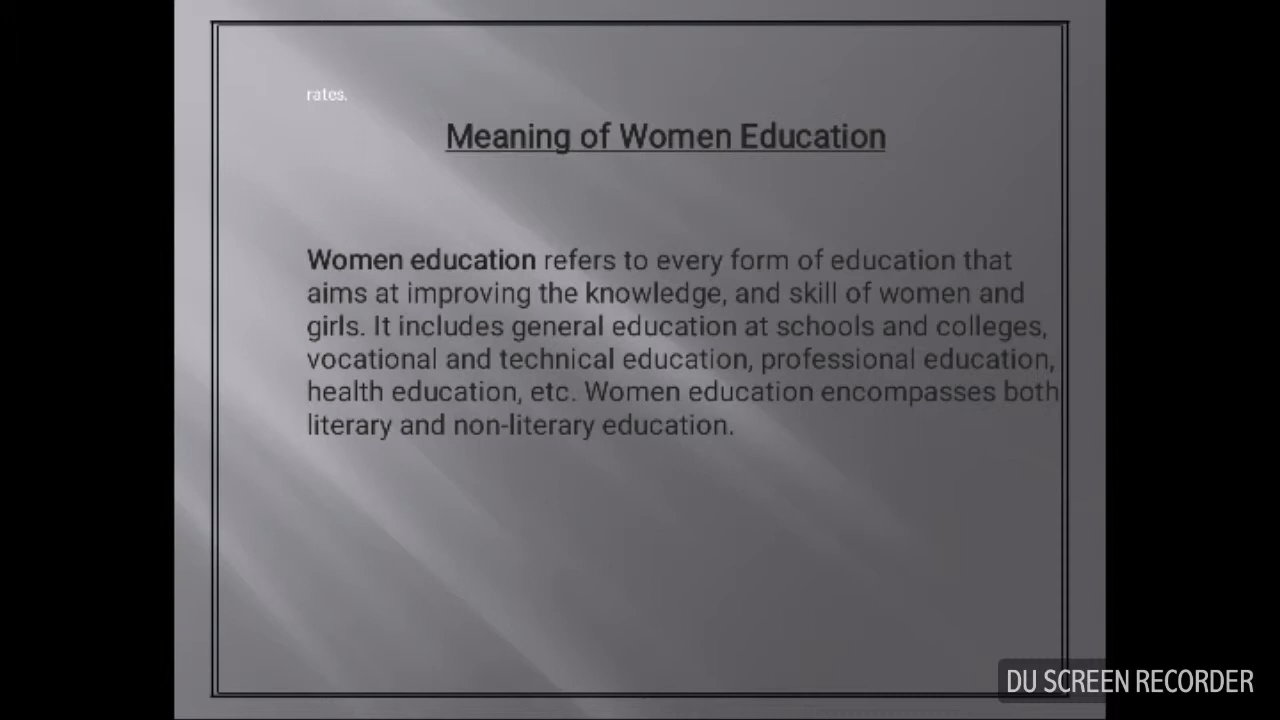 rates.
Meaning of Women Education
Women education refers to every form of education that
aims at improving the knowledge, and skill of women and
girls. It includes general education at schools and colleges,
vocational and technical education, professional education,
health education, etc. Women education encompasses both
literary and non-literary education.
DU SCREEN RECORDER